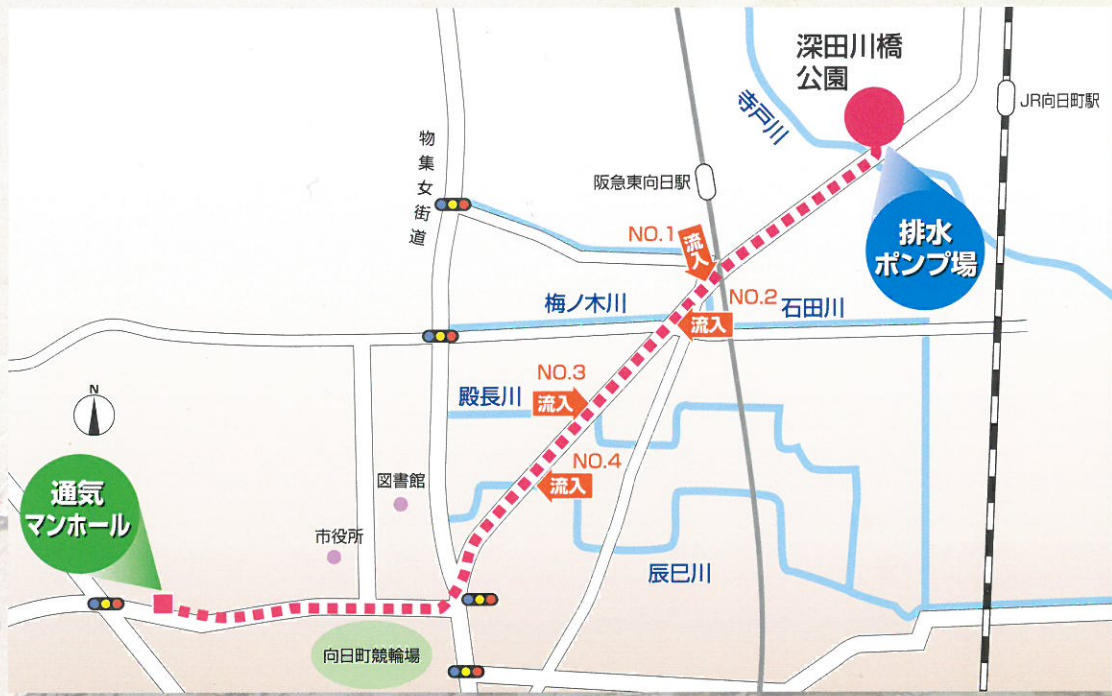 深田川橋
公園
JR向日町駅
寺戸川
物集女街道
阪急東向日駅
排水
ポンプ場
NO.1
流入
NO.2
流入
梅ノ木川
石田川
NO.3
流入
殿長川
N
NO.4
流入
図書館
通気
マンホール
市役所
辰巳川
向日町競輪場